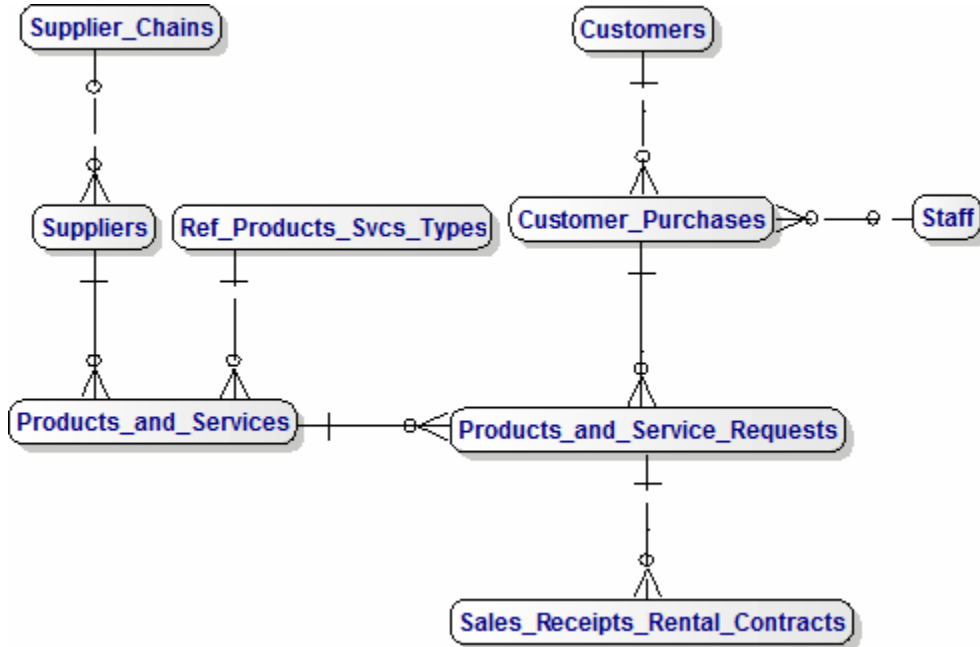 Supplier_Chains
Customers
Suppliers
Ref_Products_Svcs_Types
Customer_Purchases
Staff
Products_and_Services
Products_and_Service_Requests
Sales_Receipts_Rental_Contracts